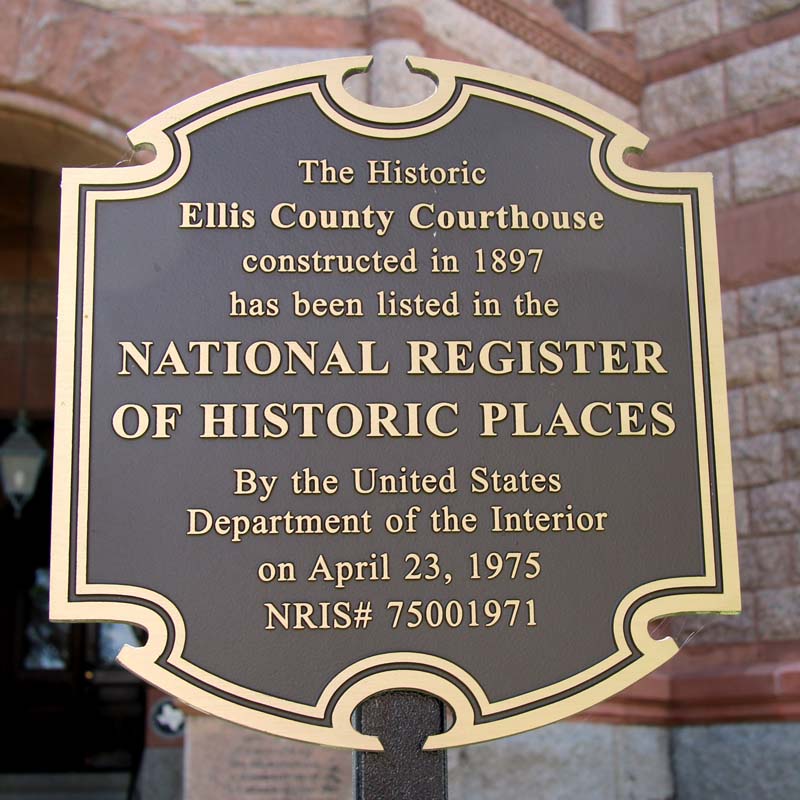 The Historic
Ellis County Courthouse
constructed in 1897
has been listed in the
NATIONAL REGISTER
OF HISTORIC PLACES
By the United States
Department of the Interior
on April 23, 1975
NRIS# 75001971